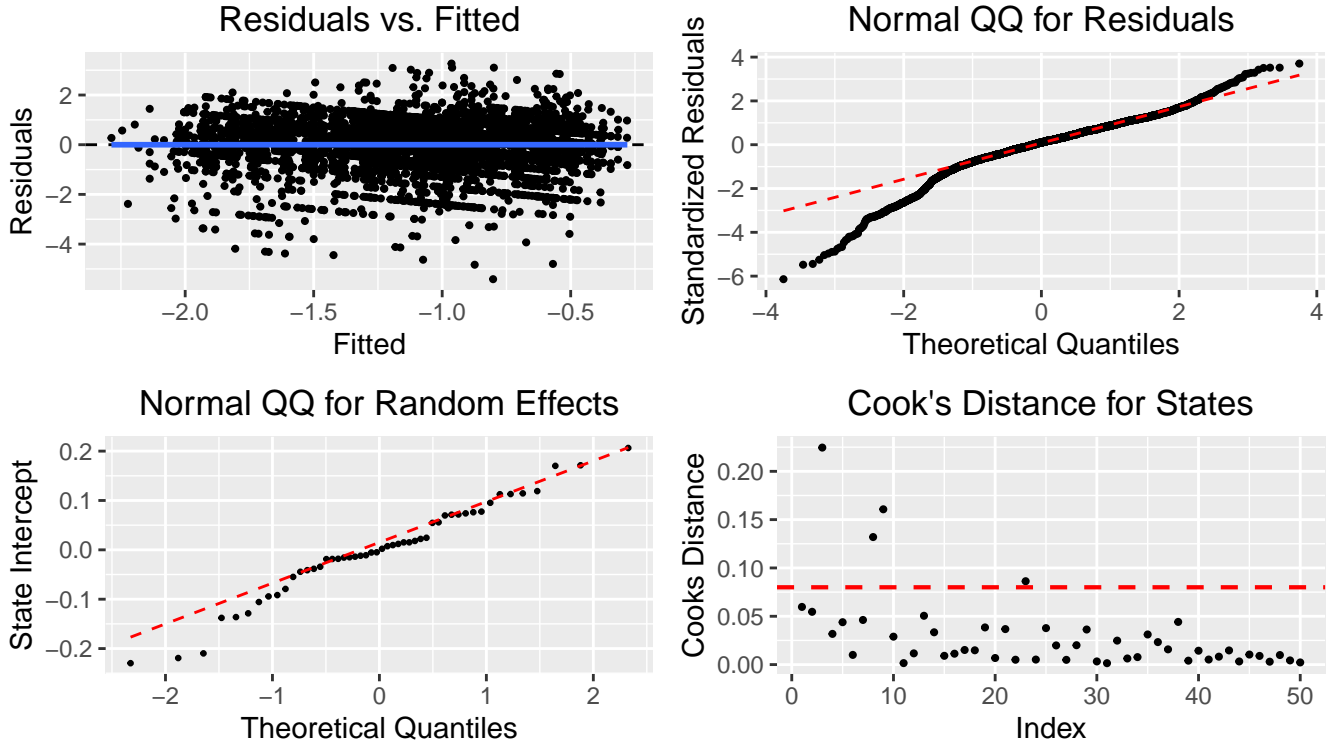 Residuals vs. Fitted
Residuals
2
0
−2
−4
−2.0 −1.5 −1.0 −0.5
Fitted
Normal QQ for Residuals
Standardized Residuals
4
2
0
−2
−4
−6
−4 −2 0 2 4
Theoretical Quantiles
Normal QQ for Random Effects
State Intercept
0.2
0.1
0.0
−0.1
−0.2
−2 −1 0 1 2
Theoretical Quantiles
Cook's Distance for States
Cooks Distance
0.20
0.15
0.10
0.05
0.00
0 10 20 30 40 50
Index